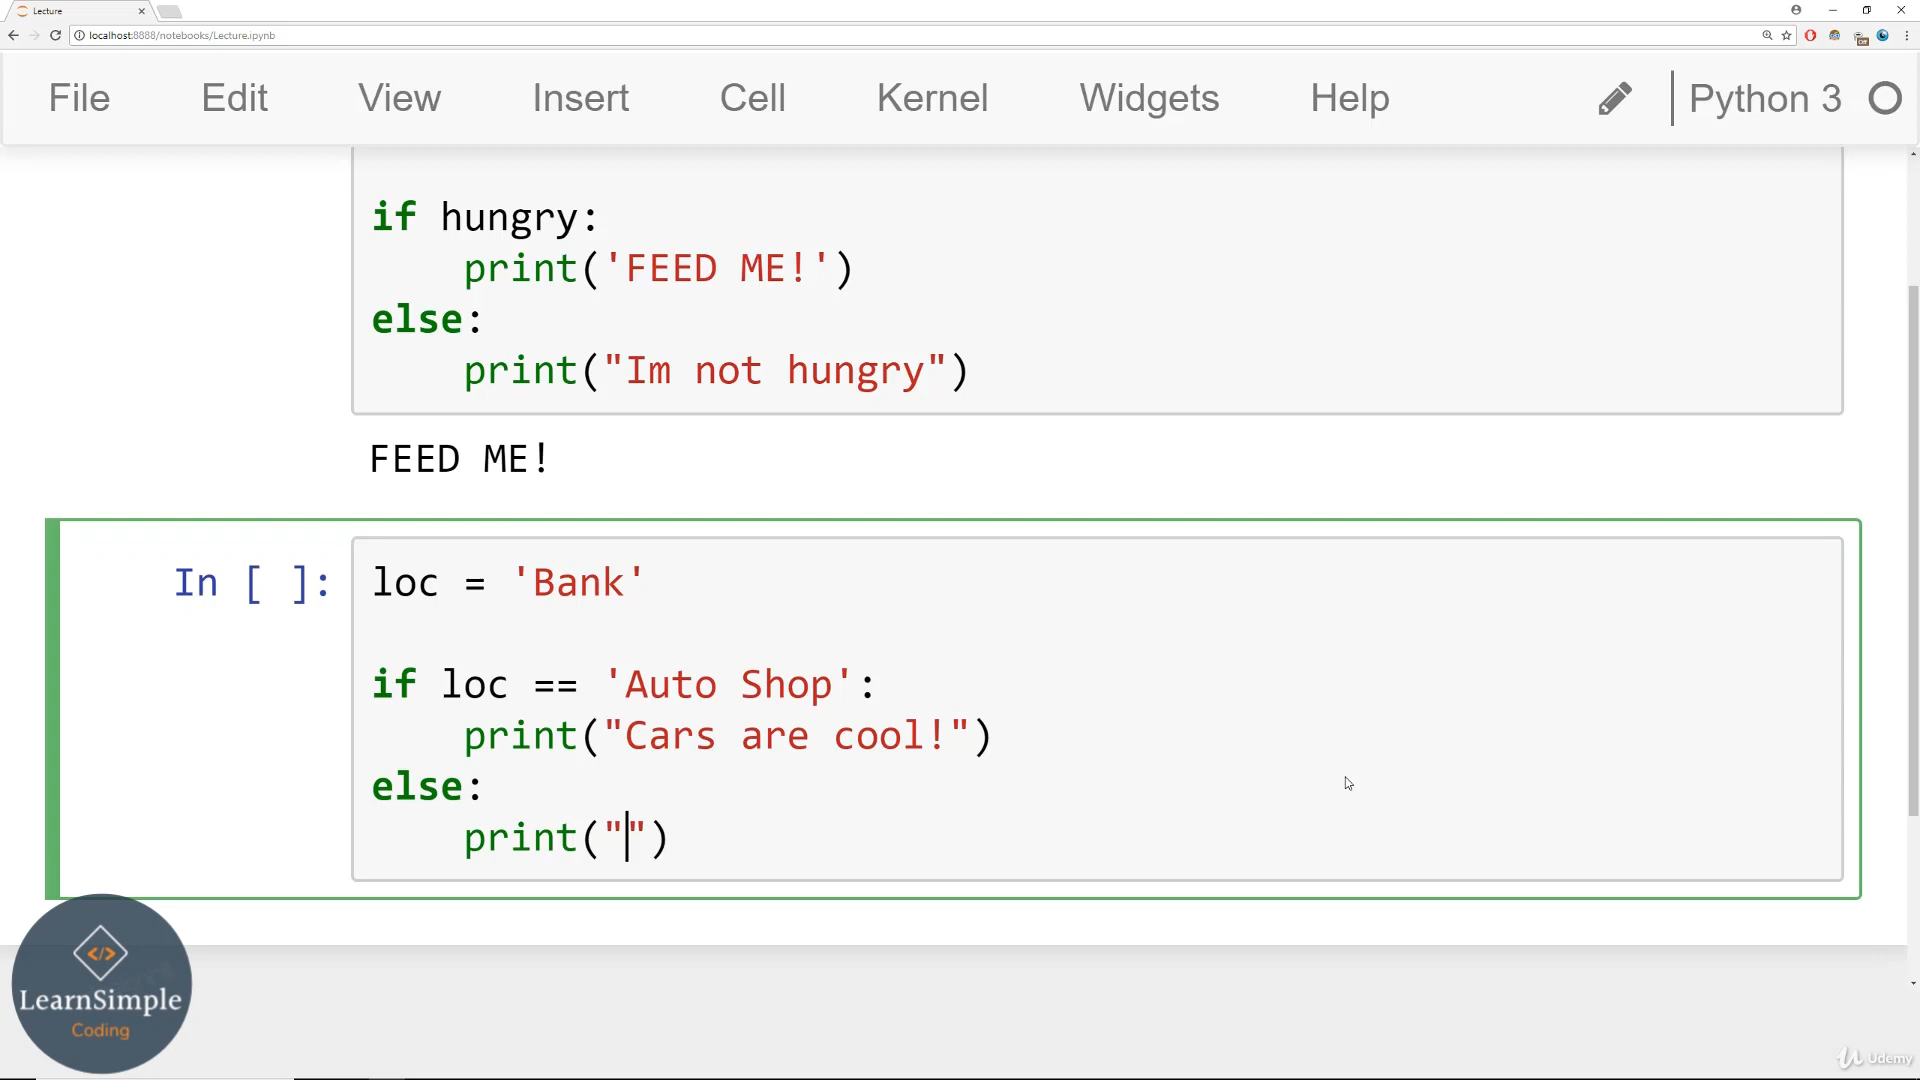 Lecture
localhost:8888/notebooks/Lecture.ipynb
File Edit View Insert Cell Kernel Widgets Help Python 3
if hungry:
    print('FEED ME!')
else:
    print("Im not hungry")
FEED ME!
In [ ]: loc = 'Bank'
if loc == 'Auto Shop':
    print("Cars are cool!")
else:
    print("")
LearnSimple
Coding
Udemy